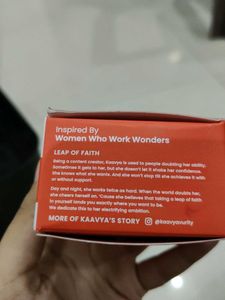 Inspired By
Women Who Work Wonders
LEAP OF FAITH
Being a content creator, Kaavya is used to people doubting her ability.
Sometimes it gets to her, but she doesn't let it shake her confidence.
She knows what she wants. And she won't stop till she achieves it with
or without support.
Day and night, she works twice as hard. When the world doubts her,
she cheers herself on. 'Cause she believes that taking a leap of faith
in yourself lands you exactly where you want to be.
We dedicate this to her electrifying ambition.
MORE OF KAAVYA'S STORY @kaavyaxurity